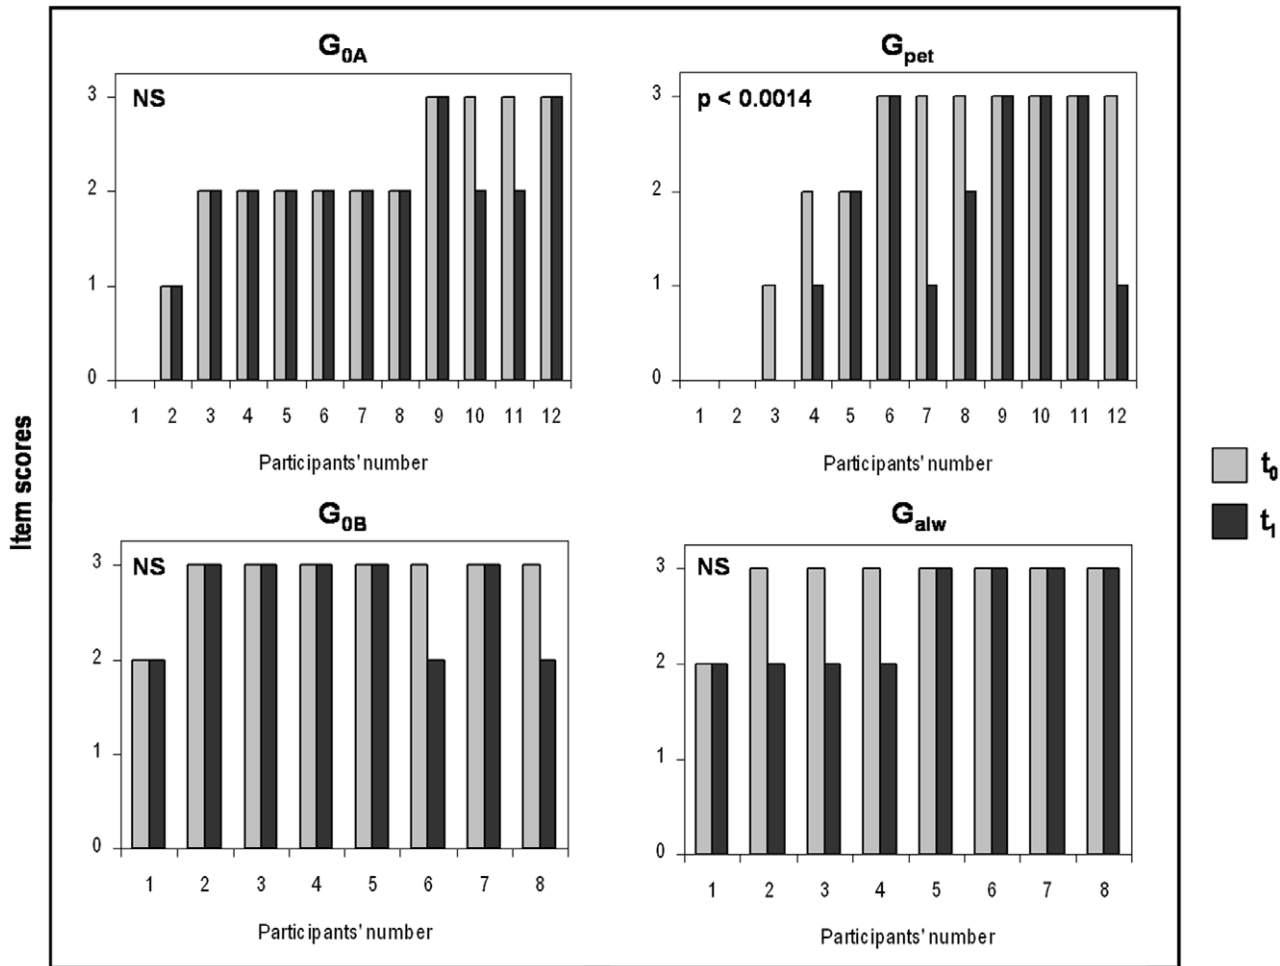 G0A
NS
3
2
1
0
1 2 3 4 5 6 7 8 9 10 11 12
Participants' number
Gpet
p < 0.0014
3
2
1
0
1 2 3 4 5 6 7 8 9 10 11 12
Participants' number
Item scores
G0B
NS
3
2
1
0
1 2 3 4 5 6 7 8
Participants' number
Galw
NS
3
2
1
0
1 2 3 4 5 6 7 8
Participants' number
t0
t1